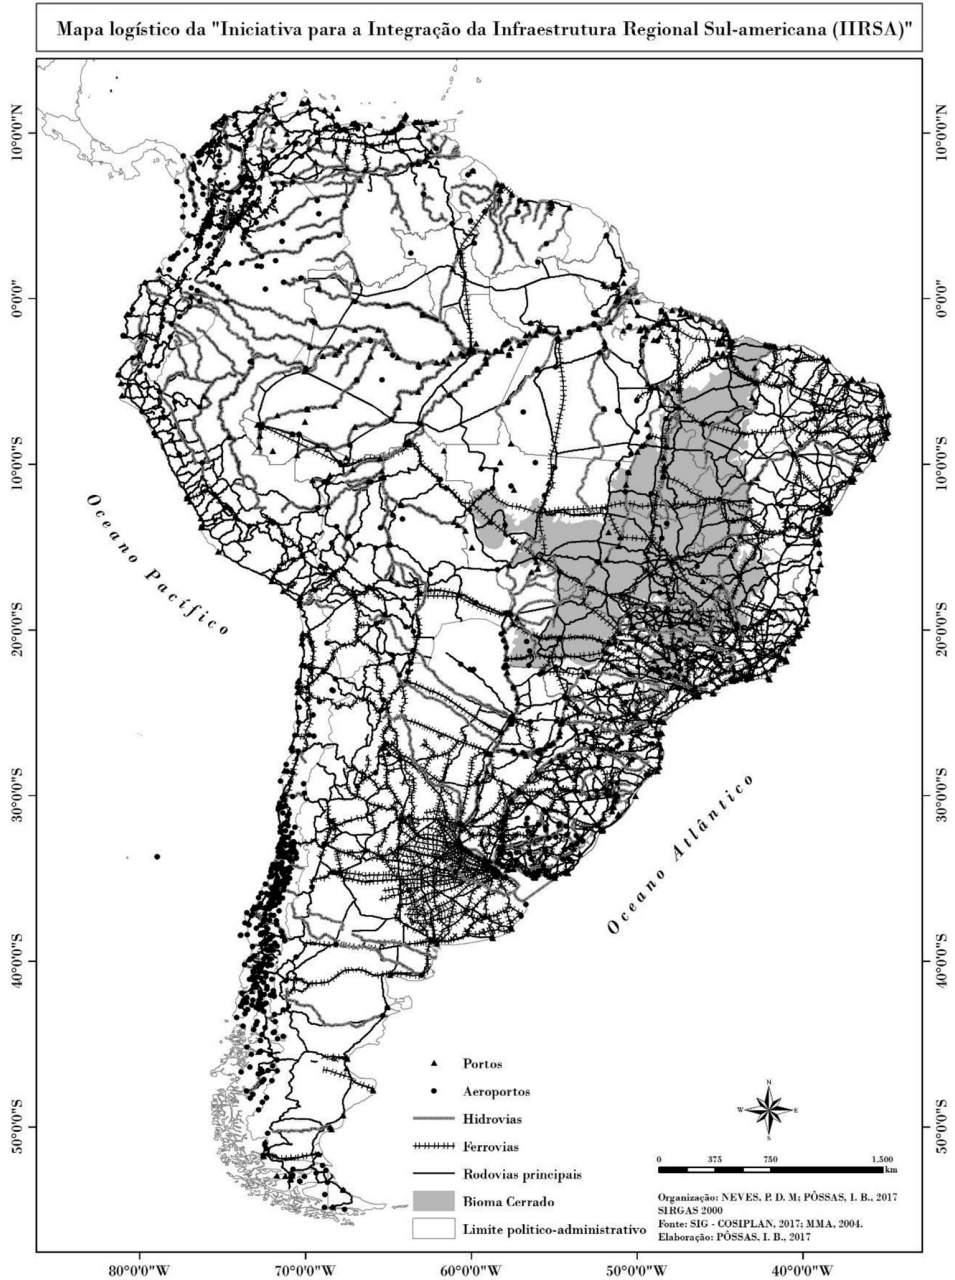 Mapa logístico da "Iniciativa para a Integração da Infraestrutura Regional Sul-americana (IIRSA)"
10°0'0"N
0°0'0"
10°0'0"S
20°0'0"S
30°0'0"S
40°0'0"S
50°0'0"S
10°0'0"N
0°0'0"
10°0'0"S
20°0'0"S
30°0'0"S
40°0'0"S
50°0'0"S
Oceano Pacífico
Oceano Atlântico
Portos
Aeroportos
Hidrovias
Ferrovias
Rodovias principais
Bioma Cerrado
Limite politico-administrativo
N
W E
S
0 375 750 1.500
km
Organização: NEVES, P. D. M; PÔSSAS, I. B., 2017
SIRGAS 2000
Fonte: SIG - COSIPLAN, 2017; MMA, 2004.
Elaboração: PÔSSAS, I. B., 2017
80°0'0"W 70°0'0"W 60°0'0"W 50°0'0"W 40°0'0"W